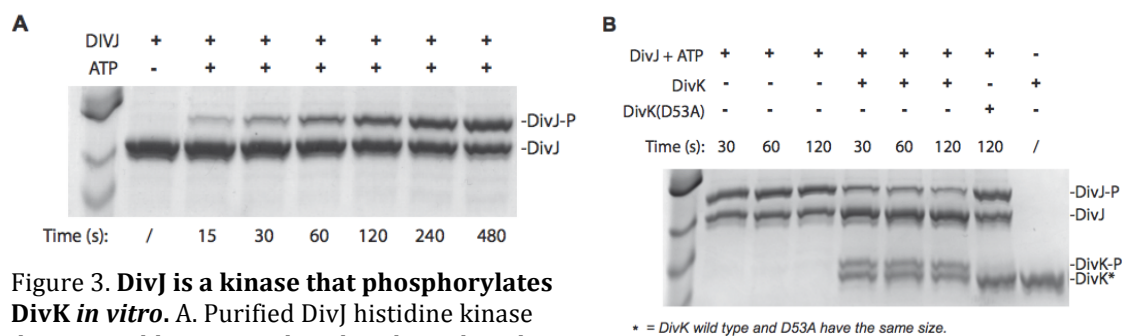 A
DIVJ + + + + + + +
ATP - + + + + + +
-DivJ-P
-DivJ
Time (s): / 15 30 60 120 240 480
Figure 3. DivJ is a kinase that phosphorylates
DivK in vitro. A. Purified DivJ histidine kinase
B
DivJ + ATP + + + + + + + -
DivK - - - + + + - +
DivK(D53A) - - - - - - + -
Time (s): 30 60 120 30 60 120 120 /
-DivJ-P
-DivJ
-DivK-P
-DivK*
* = DivK wild type and D53A have the same size.